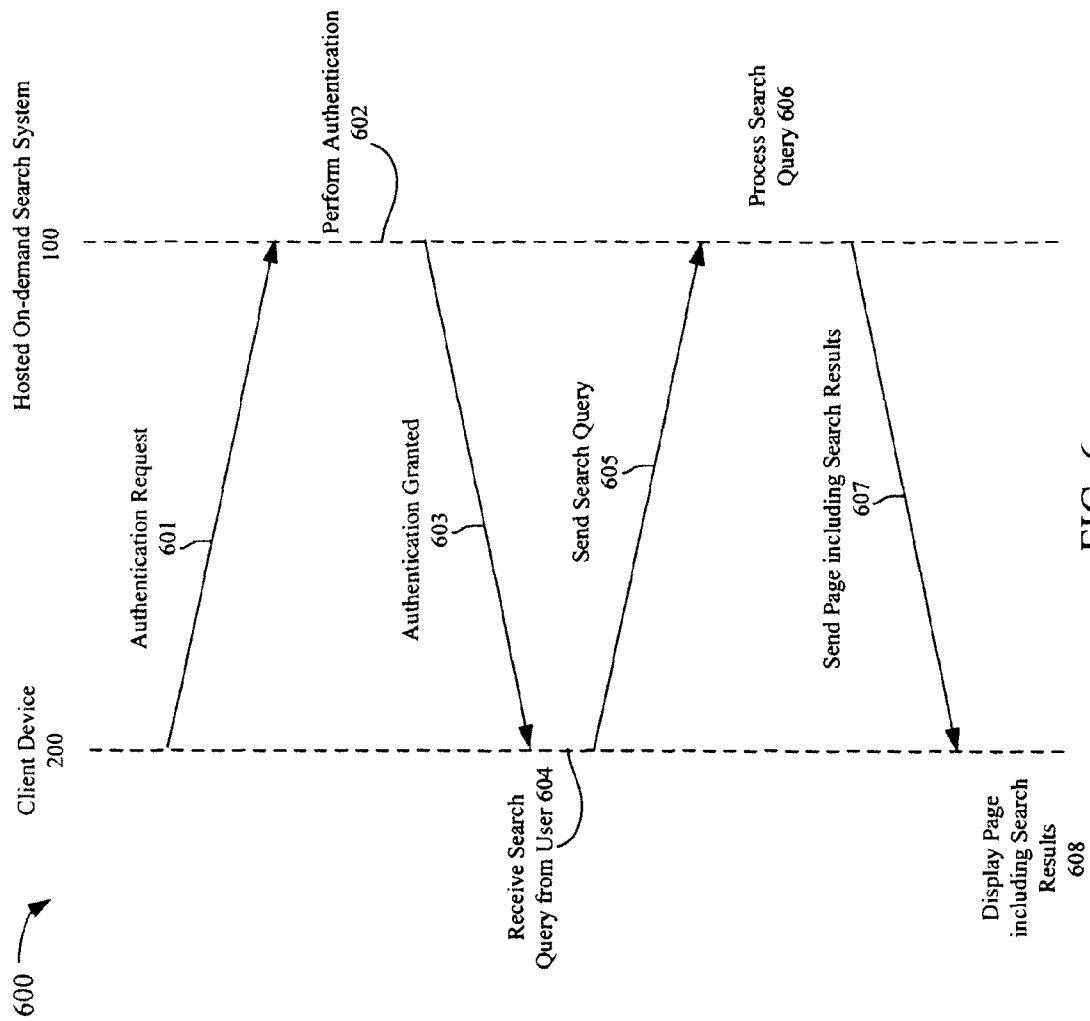 600
Client Device
200
Hosted On-demand Search System
100
Authentication Request
601
Perform Authentication
602
Authentication Granted
603
Receive Search
Query from User 604
Send Search Query
605
Process Search
Query 606
Send Page including Search Results
607
Display Page
including Search
Results
608